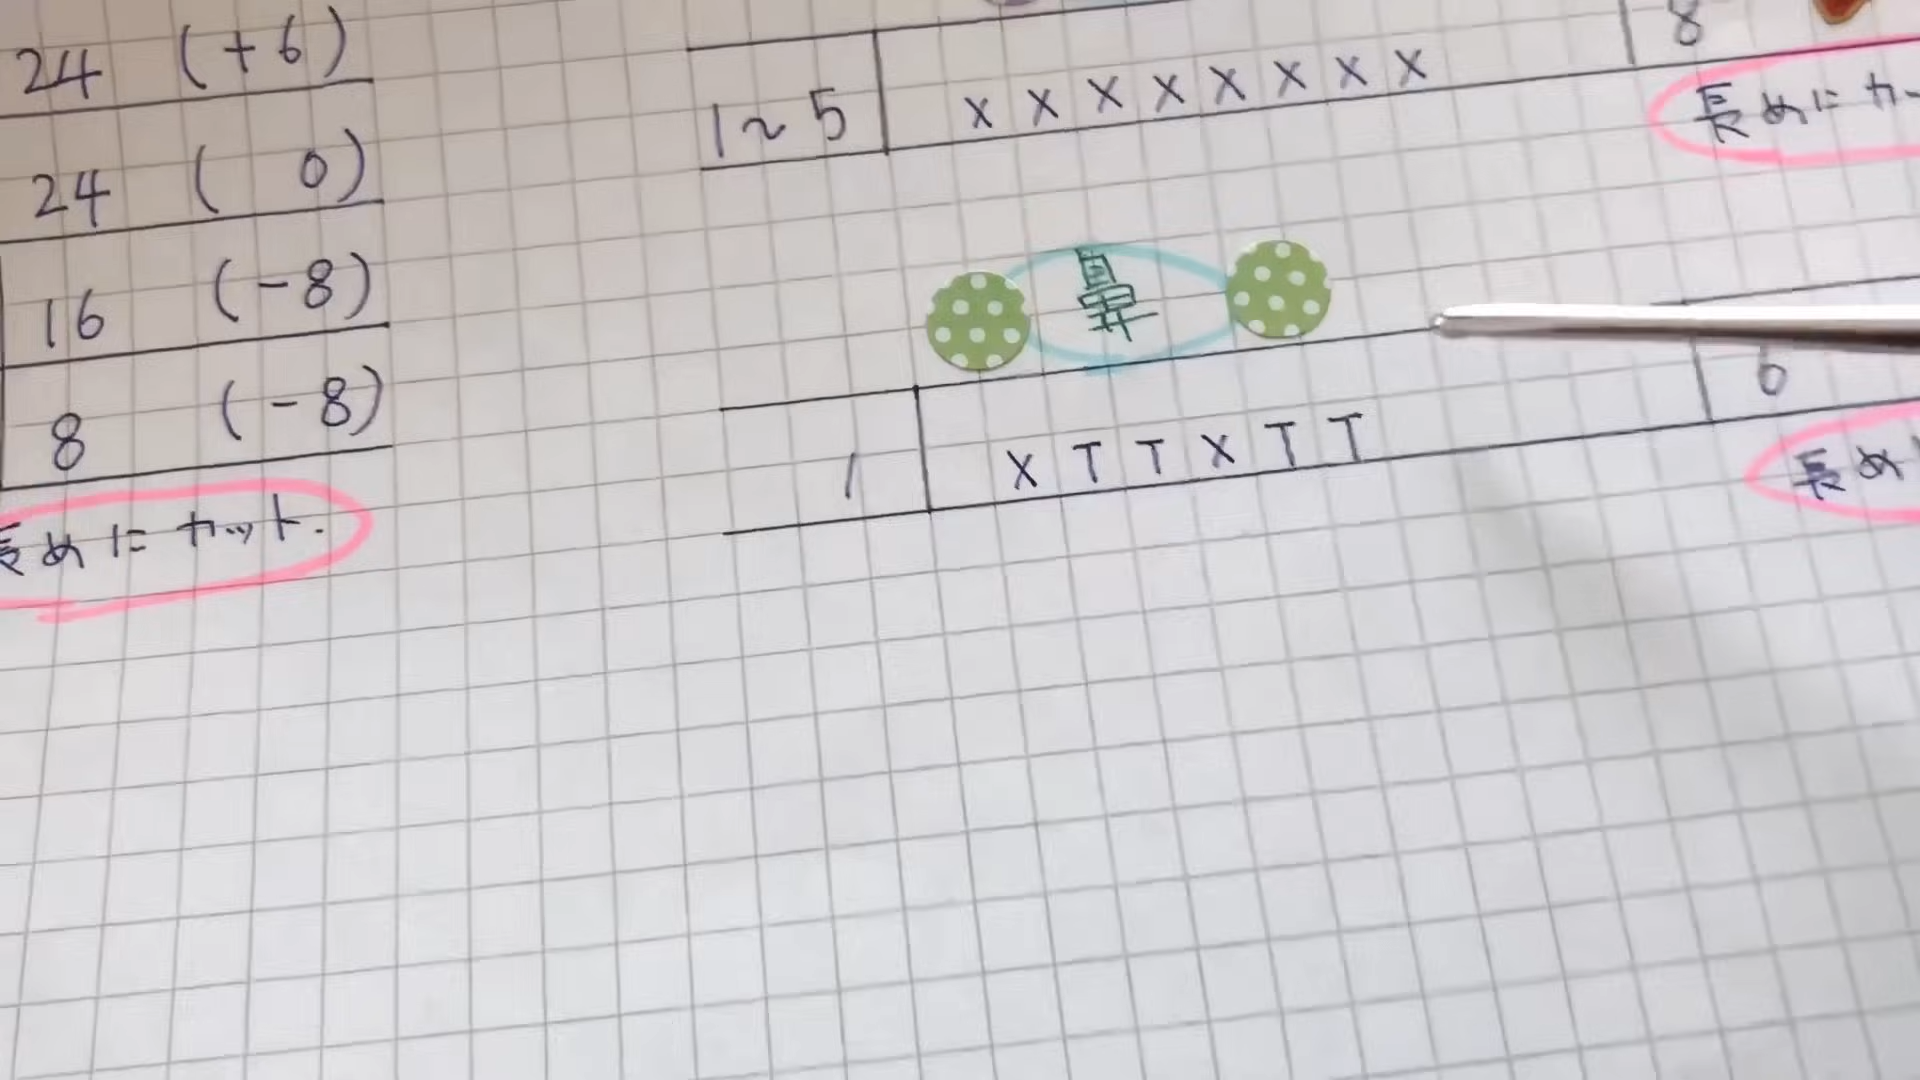 24 (+6)
24 ( 0)
16 (-8)
8 (-8)
長めにカット.
1~5 X X X X X X X X 8
長めにカッ
鼻
1 X T T X T T 6
長め